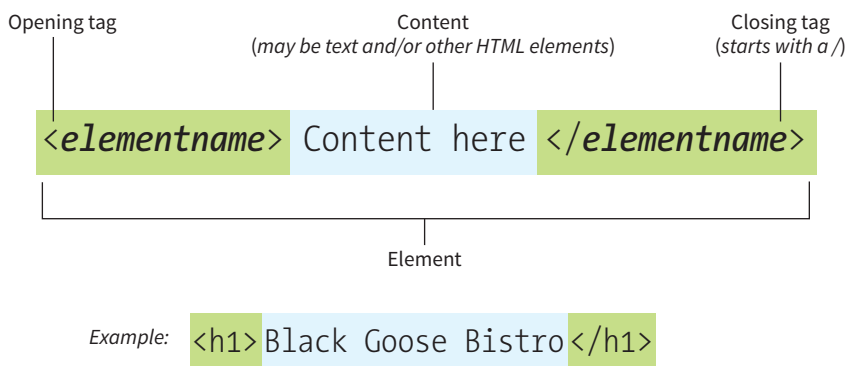 Opening tag
Content
(may be text and/or other HTML elements)
Closing tag
(starts with a /)
<elementname> Content here </elementname>
Element
Example: <h1>Black Goose Bistro</h1>